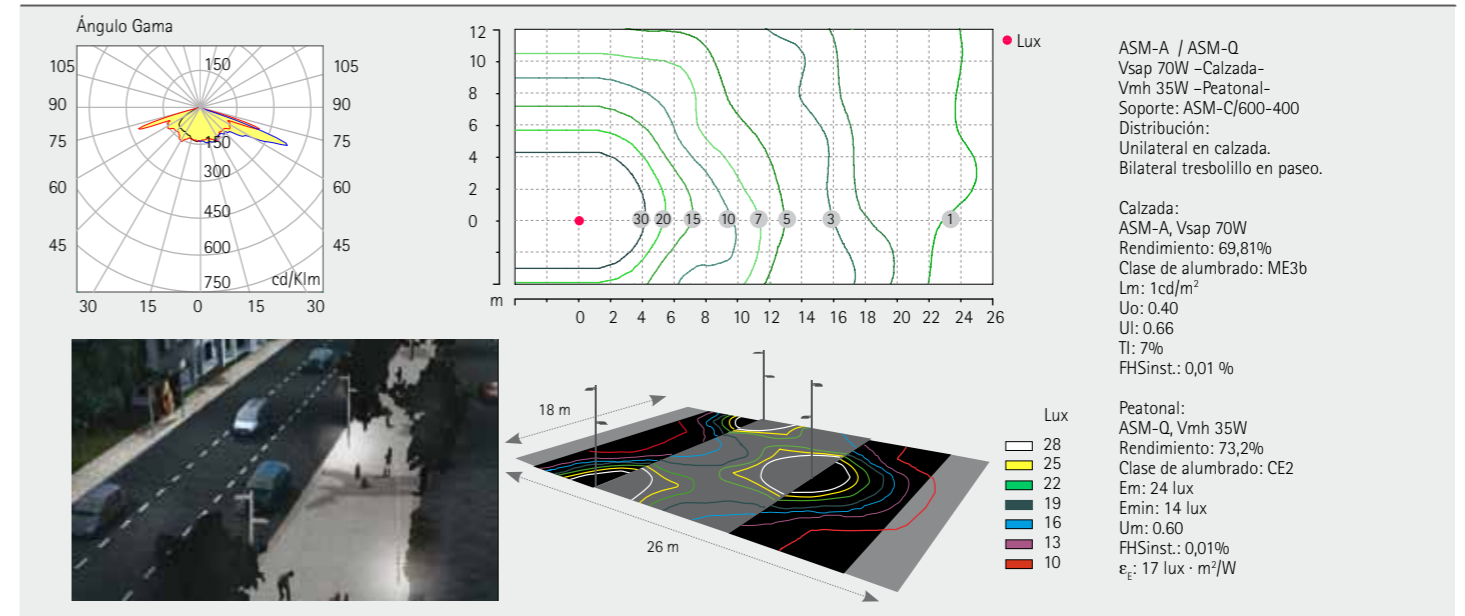 Ángulo Gama
150
105 105
90 90
75 75
60 60
45 45
150
300
450
600
750
cd/Klm
30 15 0 15 30
12
10
8
6
4
2
0
m
30 20 15 10 7 5 3 1
0 2 4 6 8 10 12 14 16 18 20 22 24 26
Lux
18 m
26 m
Lux
28
25
22
19
16
13
10
ASM-A / ASM-Q
Vsap 70W –Calzada-
Vmh 35W –Peatonal-
Soporte: ASM-C/600-400
Distribución:
Unilateral en calzada.
Bilateral tresbolillo en paseo.
Calzada:
ASM-A, Vsap 70W
Rendimiento: 69,81%
Clase de alumbrado: ME3b
Lm: 1cd/m²
Uo: 0.40
UI: 0.66
TI: 7%
FHSinst.: 0,01 %
Peatonal:
ASM-Q, Vmh 35W
Rendimiento: 73,2%
Clase de alumbrado: CE2
Em: 24 lux
Emin: 14 lux
Um: 0.60
FHSinst.: 0,01%
εE: 17 lux · m²/W